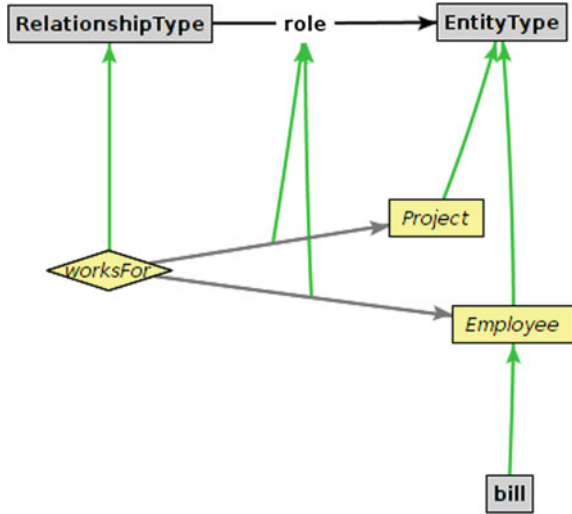 RelationshipType
role
EntityType
Project
worksFor
Employee
bill